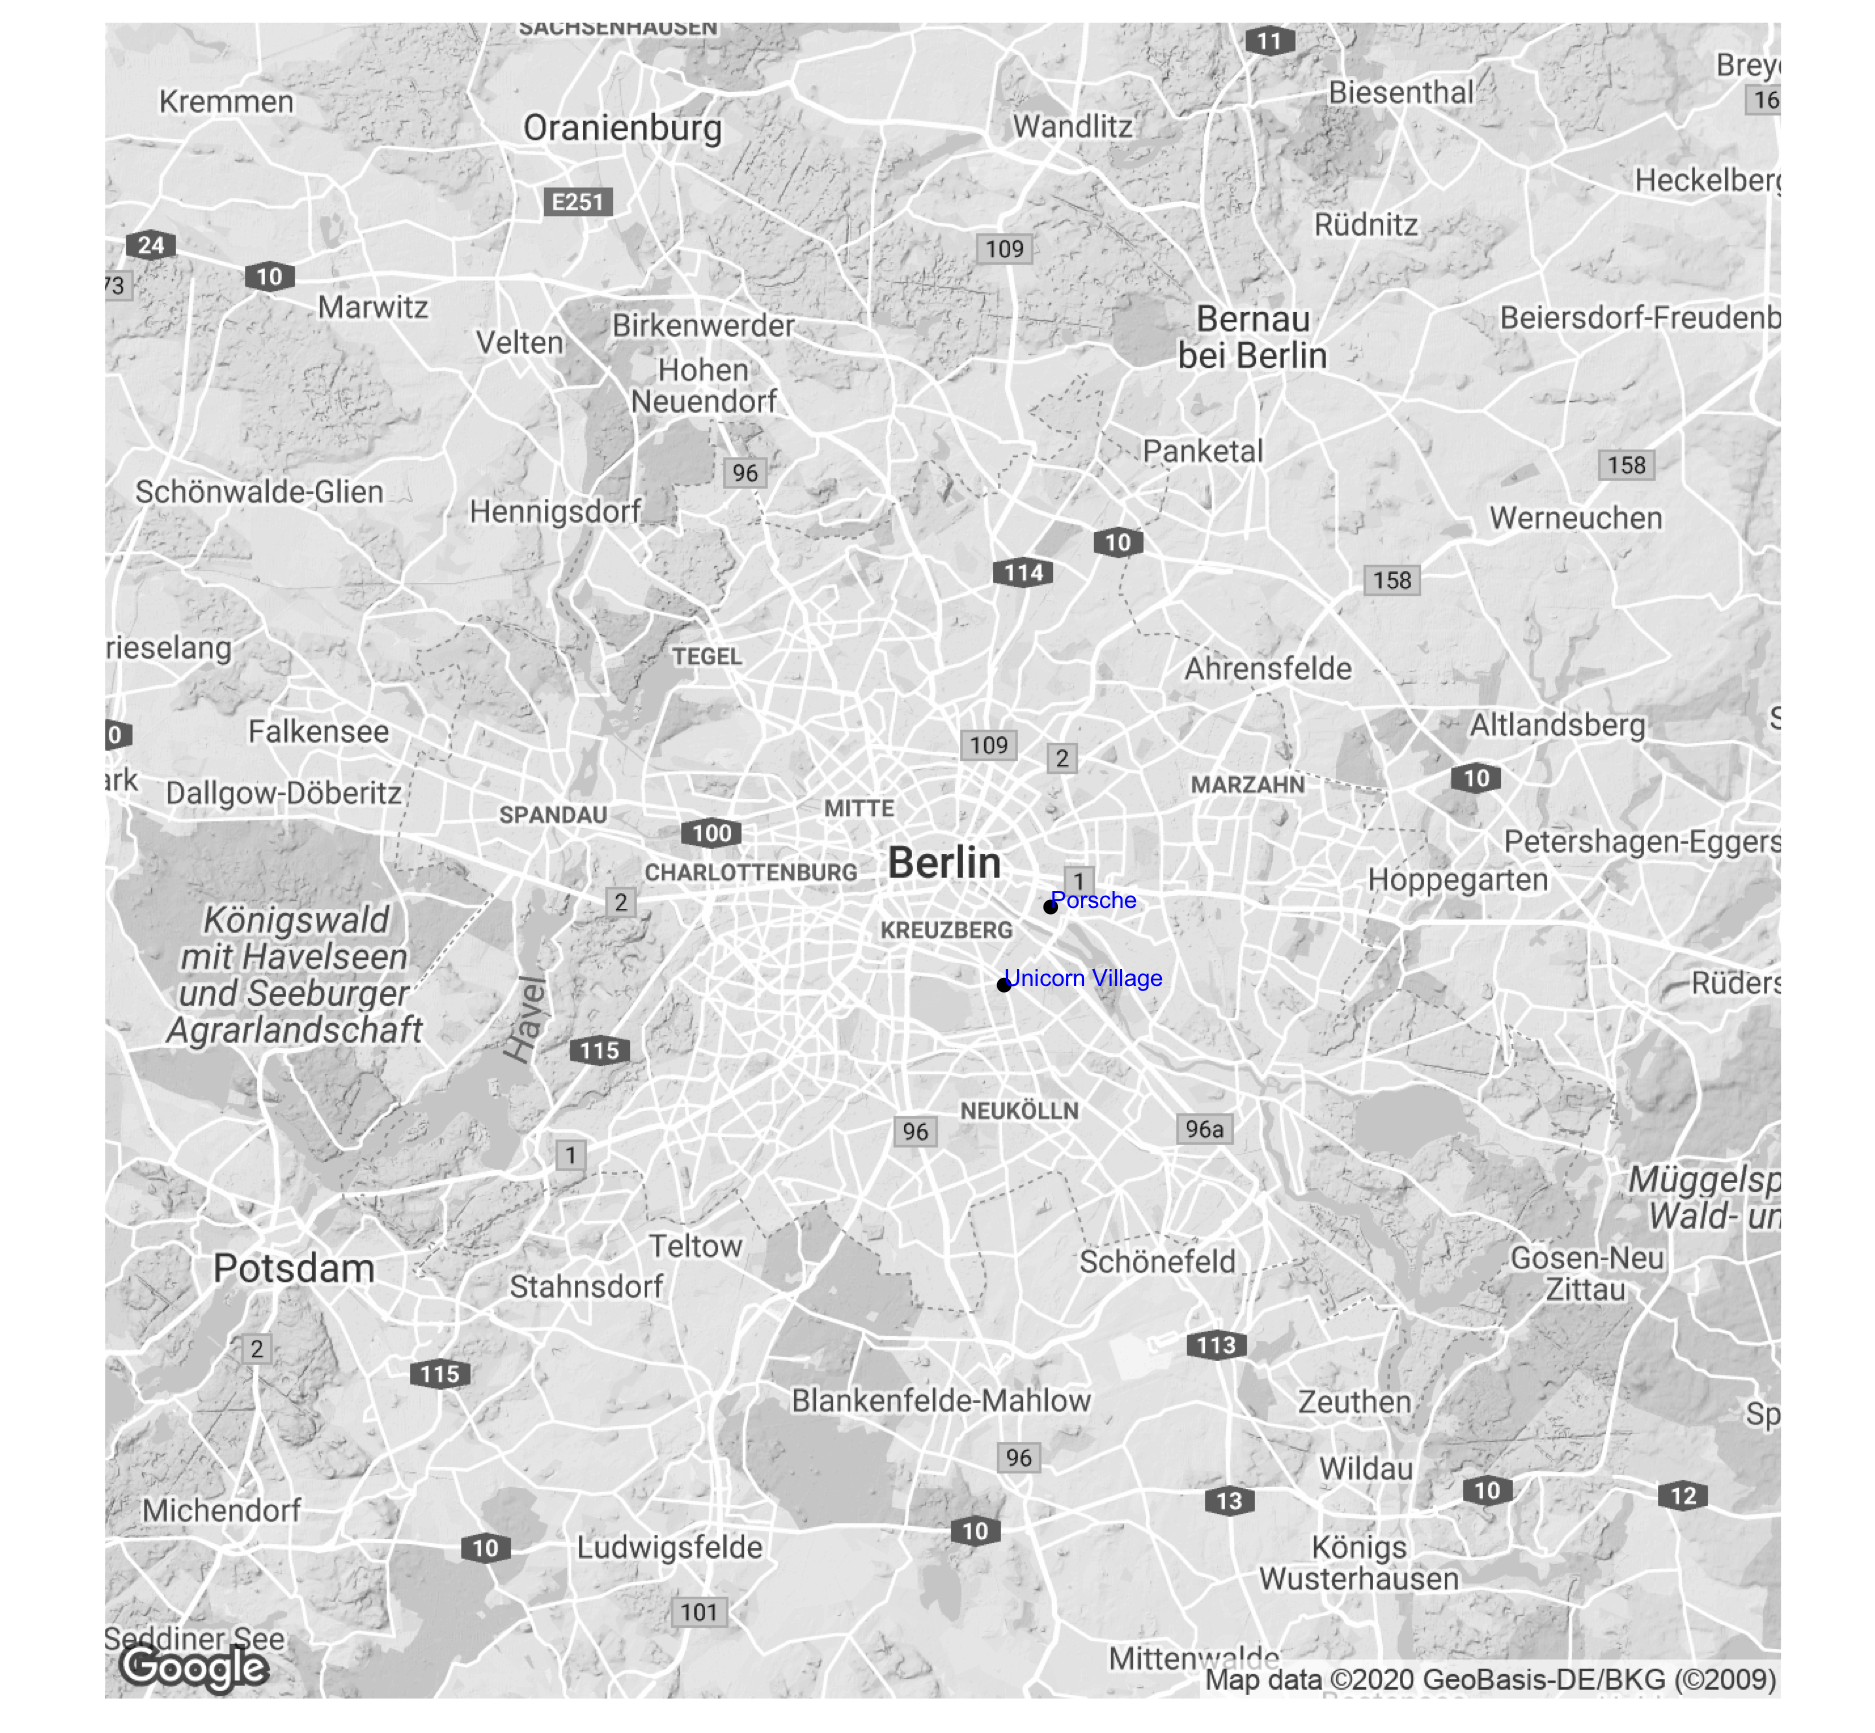 SACHSENHAUSEN
11
Breye
16
Kremmen
Biesenthal
Oranienburg
Wandlitz
Heckelberg
E251
Rüdnitz
24
109
10
73
Marwitz
Birkenwerder
Velten
Bernau
bei Berlin
Beiersdorf-Freudenb
Hohen
Neuendorf
Panketal
158
96
Schönwalde-Glien
Hennigsdorf
Werneuchen
10
114
158
rieselang
TEGEL
Ahrensfelde
Falkensee
0
Altlandsberg
S
109
2
ark
Dallgow-Döberitz
MARZAHN
10
SPANDAU
MITTE
100
Petershagen-Eggers
Berlin
CHARLOTTENBURG
1
Hoppegarten
2
Porsche
Königswald
mit Havelseen
und Seeburger
Agrarlandschaft
KREUZBERG
Unicorn Village
Rüders
Havel
115
NEUKÖLLN
96
96a
1
Müggelsp
Wald- un
Teltow
Potsdam
Schönefeld
Gosen-Neu
Zittau
Stahnsdorf
2
113
115
Blankenfelde-Mahlow
Zeuthen
Sp
96
Wildau
10
12
13
Michendorf
10
10
Ludwigsfelde
Königs
Wusterhausen
101
Seddiner See
Google
Mittenwalde
Map data ©2020 GeoBasis-DE/BKG (©2009)